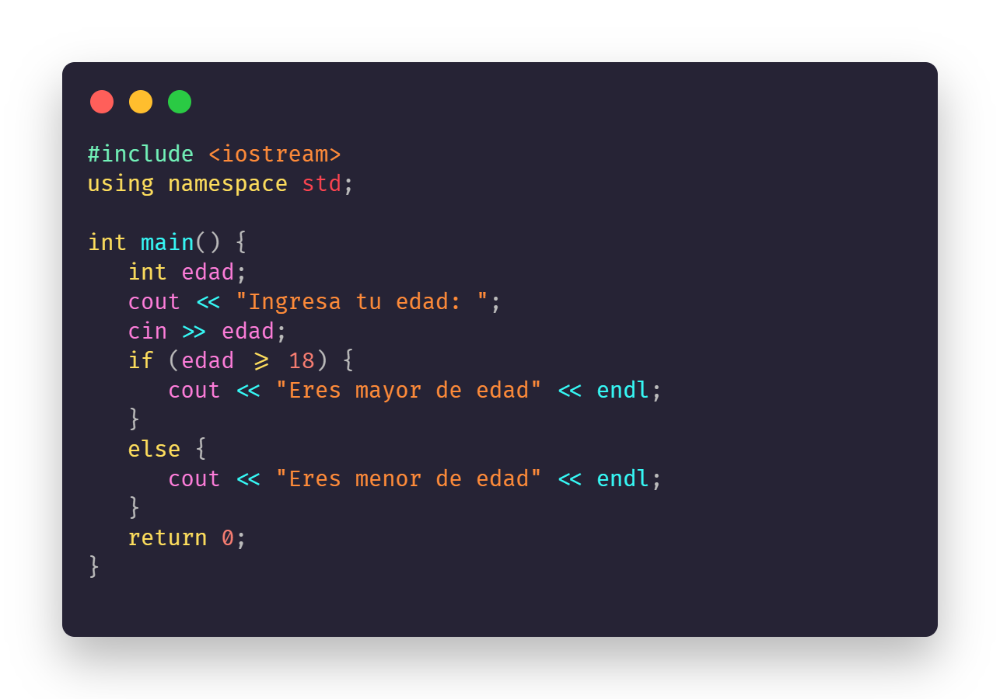 #include <iostream>
using namespace std;
int main() {
int edad;
cout << "Ingresa tu edad: ";
cin >> edad;
if (edad >= 18) {
cout << "Eres mayor de edad" << endl;
}
else {
cout << "Eres menor de edad" << endl;
}
return 0;
}